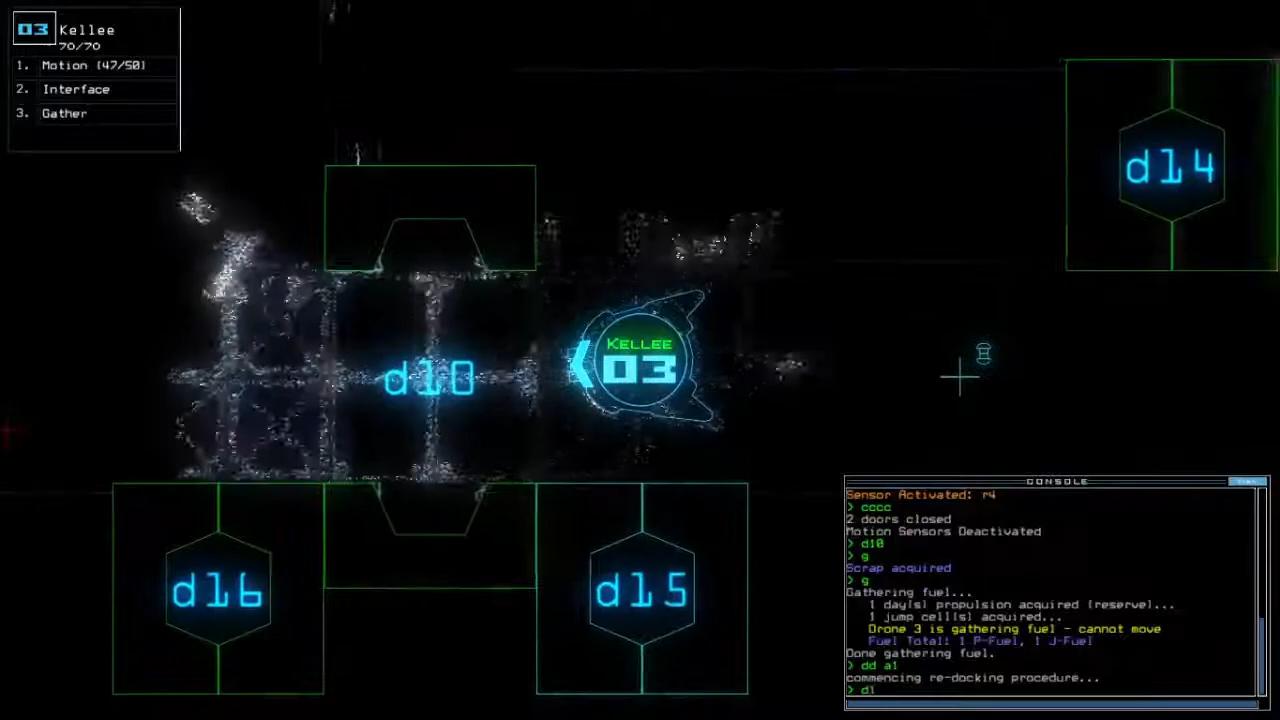 03 Kellee
70/70
1. Motion (47/50)
2. Interface
3. Gather
d14
d10
KELLEE
03
d16
d15
CONSOLE
Sensor Activated: r4
> cccc
2 doors closed
Motion Sensors Deactivated
> d10
> g
Scrap acquired
> g
Gathering fuel...
1 day(s) propulsion acquired (reserve)...
1 jump cell(s) acquired...
Drone 3 is gathering fuel - cannot move
Fuel Total: 1 P-Fuel, 1 J-Fuel
Done gathering fuel.
> dd a1
commencing re-docking procedure...
> d1